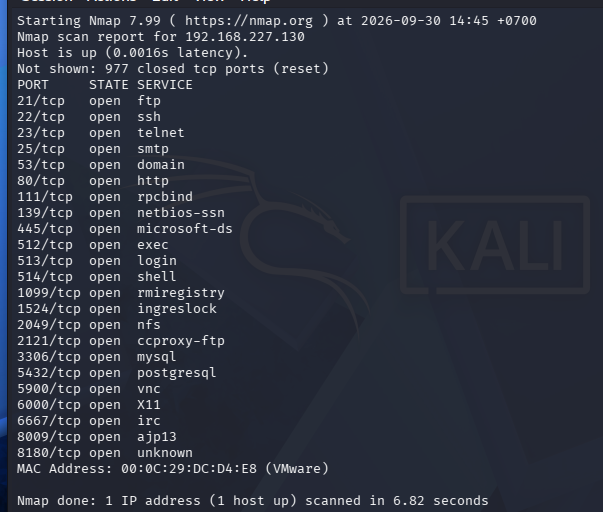 Starting Nmap 7.99 ( https://nmap.org ) at 2026-09-30 14:45 +0700
Nmap scan report for 192.168.227.130
Host is up (0.0016s latency).
Not shown: 977 closed tcp ports (reset)
PORT     STATE SERVICE
21/tcp   open  ftp
22/tcp   open  ssh
23/tcp   open  telnet
25/tcp   open  smtp
53/tcp   open  domain
80/tcp   open  http
111/tcp  open  rpcbind
139/tcp  open  netbios-ssn
445/tcp  open  microsoft-ds
512/tcp  open  exec
513/tcp  open  login
514/tcp  open  shell
1099/tcp open  rmiregistry
1524/tcp open  ingreslock
2049/tcp open  nfs
2121/tcp open  ccproxy-ftp
3306/tcp open  mysql
5432/tcp open  postgresql
5900/tcp open  vnc
6000/tcp open  X11
6667/tcp open  irc
8009/tcp open  ajp13
8180/tcp open  unknown
MAC Address: 00:0C:29:DC:D4:E8 (VMware)
Nmap done: 1 IP address (1 host up) scanned in 6.82 seconds
KALI